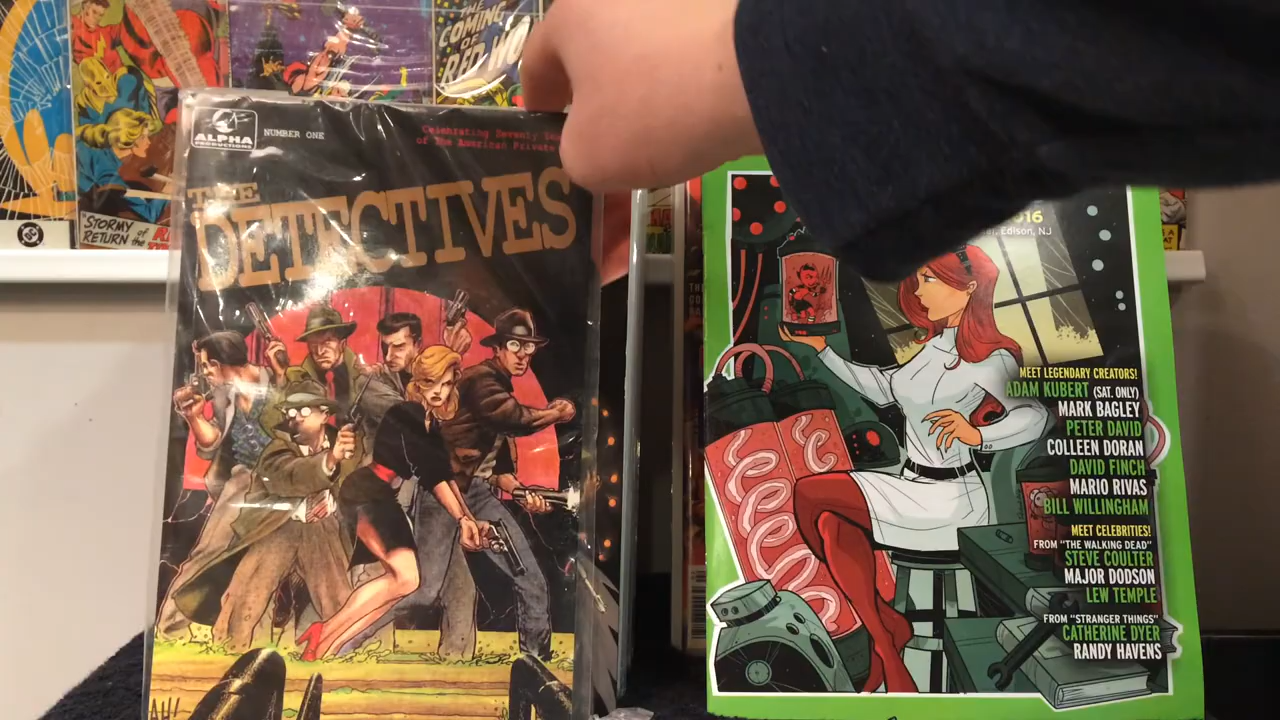 THE
COMING
OF
RED
"STORMY
RETURN of the
DC
ALPHA
PRODUCTIONS
NUMBER ONE
Celebrating Seventy
of The American Private
THE
DETECTIVES
AH!
Edison, NJ
MEET LEGENDARY CREATORS!
ADAM KUBERT (SAT. ONLY)
MARK BAGLEY
PETER DAVID
COLLEEN DORAN
DAVID FINCH
MARIO RIVAS
BILL WILLINGHAM
MEET CELEBRITIES!
FROM "THE WALKING DEAD"
STEVE COULTER
MAJOR DODSON
LEW TEMPLE
FROM "STRANGER THINGS"
CATHERINE DYER
RANDY HAVENS